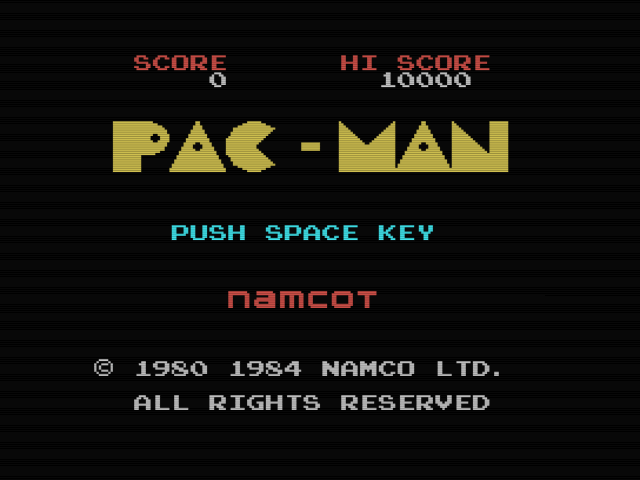 SCORE HI SCORE
0 10000
PAC-MAN
PUSH SPACE KEY
namcot
© 1980 1984 NAMCO LTD.
ALL RIGHTS RESERVED